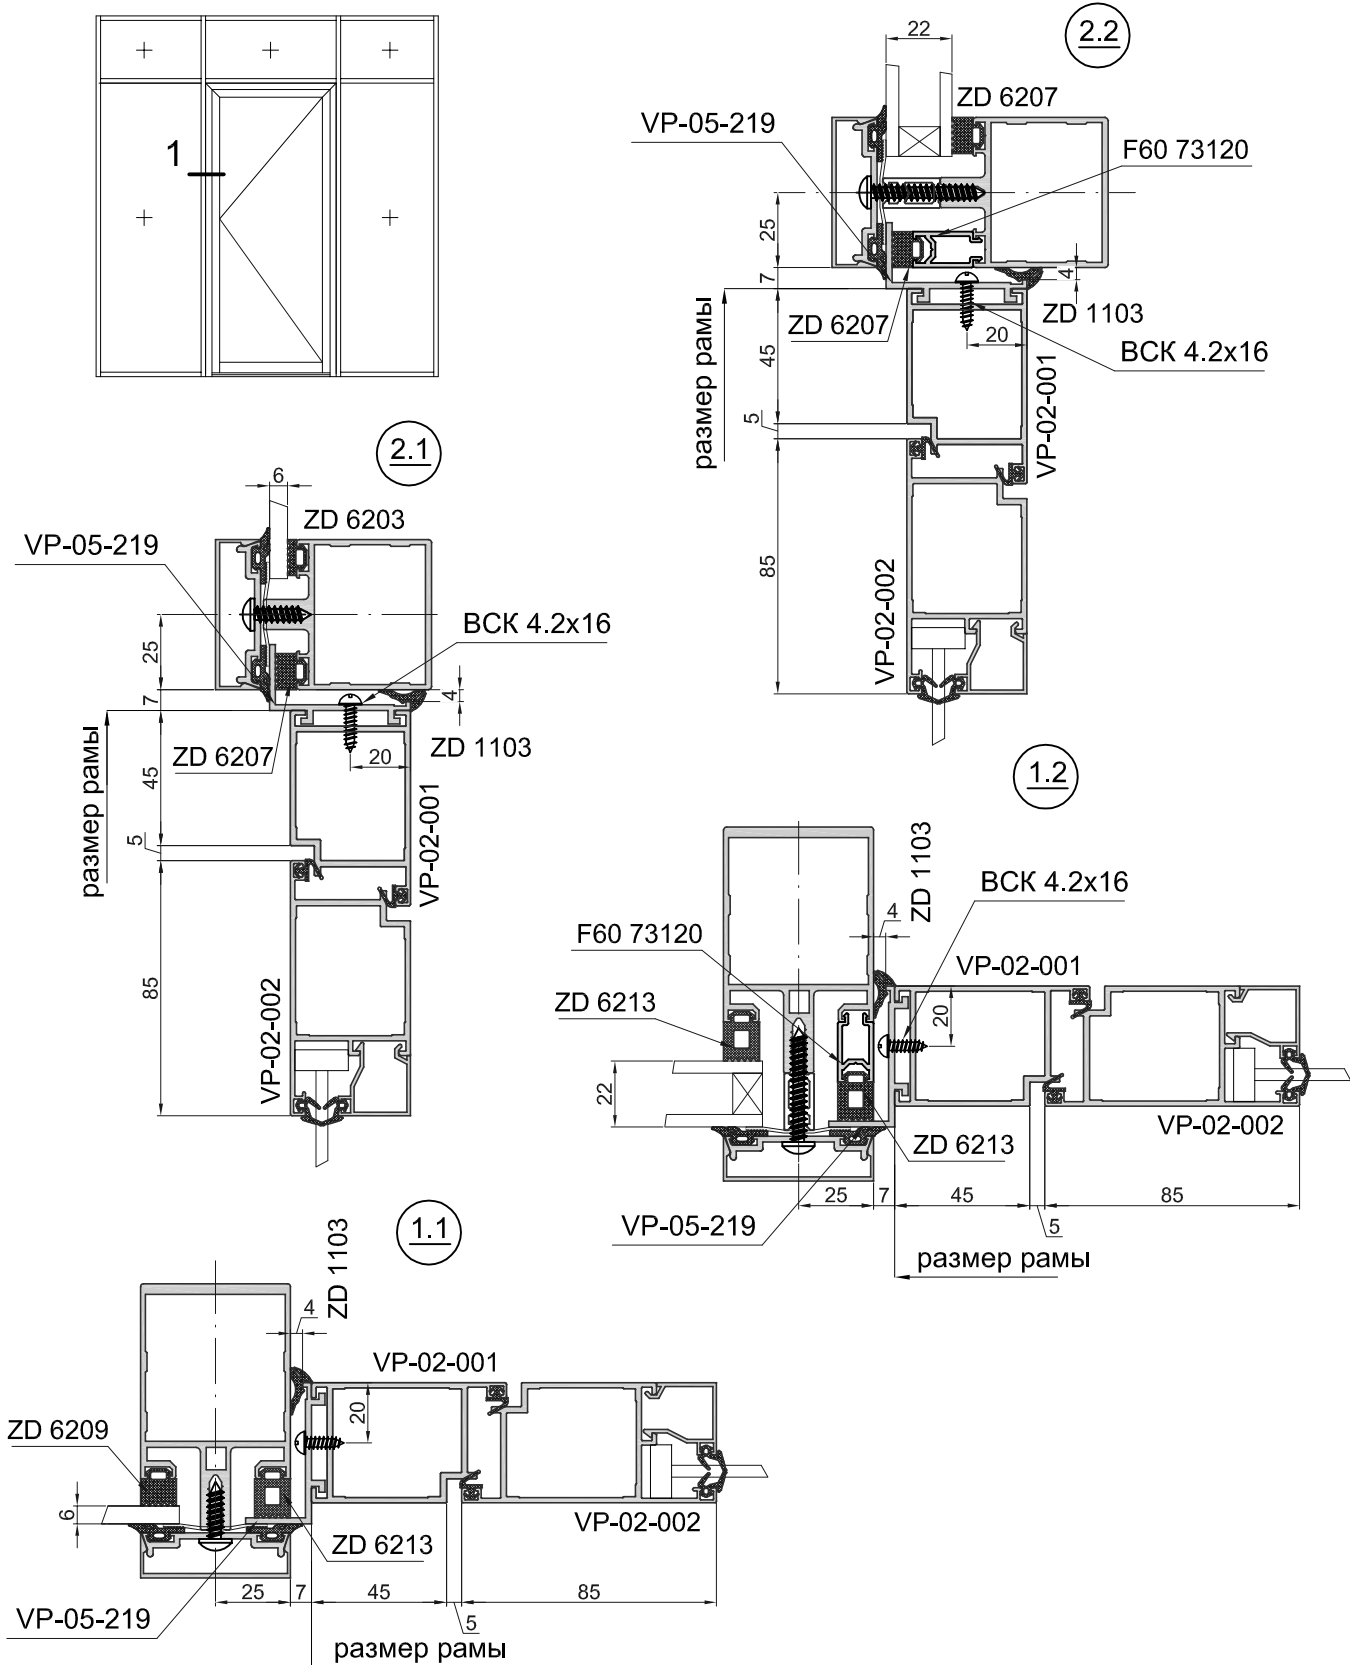 1
2.2
22
ZD 6207
VP-05-219
F60 73120
25
7
4
ZD 1103
ZD 6207
20
ВСК 4.2x16
размер рамы
45
5
85
VP-02-001
VP-02-002
2.1
6
ZD 6203
VP-05-219
ВСК 4.2x16
25
7
4
ZD 6207
20
ZD 1103
размер рамы
45
5
85
VP-02-001
VP-02-002
1.2
ZD 1103
4
ВСК 4.2x16
F60 73120
VP-02-001
ZD 6213
20
22
ZD 6213
VP-02-002
25
7
45
85
5
VP-05-219
размер рамы
1.1
ZD 1103
4
VP-02-001
20
ZD 6209
6
VP-02-002
ZD 6213
25
7
45
85
5
VP-05-219
размер рамы